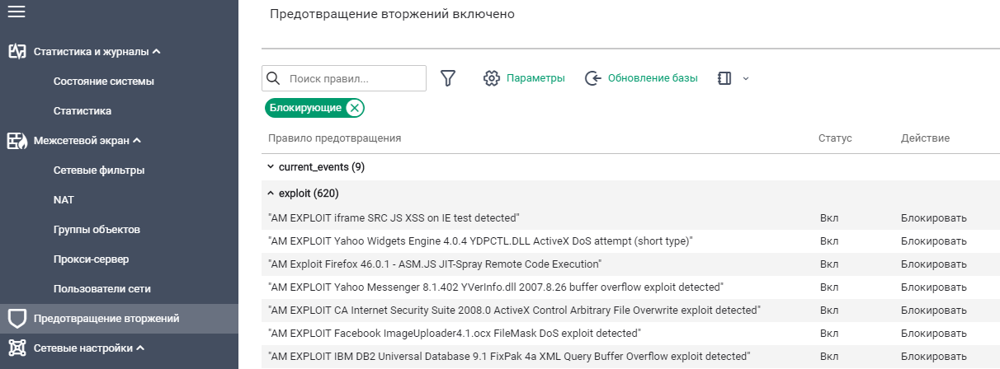 Предотвращение вторжений включено
Статистика и журналы
Состояние системы
Статистика
Межсетевой экран
Сетевые фильтры
NAT
Группы объектов
Прокси-сервер
Пользователи сети
Предотвращение вторжений
Сетевые настройки
Поиск правил...
Параметры
Обновление базы
Блокирующие
Правило предотвращения Статус Действие
current_events (9)
exploit (620)
"AM EXPLOIT iframe SRC JS XSS on IE test detected" Вкл Блокировать
"AM EXPLOIT Yahoo Widgets Engine 4.0.4 YDPCTL.DLL ActiveX DoS attempt (short type)" Вкл Блокировать
"AM Exploit Firefox 46.0.1 - ASM.JS JIT-Spray Remote Code Execution" Вкл Блокировать
"AM EXPLOIT Yahoo Messenger 8.1.402 YVerInfo.dll 2007.8.26 buffer overflow exploit detected" Вкл Блокировать
"AM EXPLOIT CA Internet Security Suite 2008.0 ActiveX Control Arbitrary File Overwrite exploit detected" Вкл Блокировать
"AM EXPLOIT Facebook ImageUploader4.1.ocx FileMask DoS exploit detected" Вкл Блокировать
"AM EXPLOIT IBM DB2 Universal Database 9.1 FixPak 4a XML Query Buffer Overflow exploit detected" Вкл Блокировать